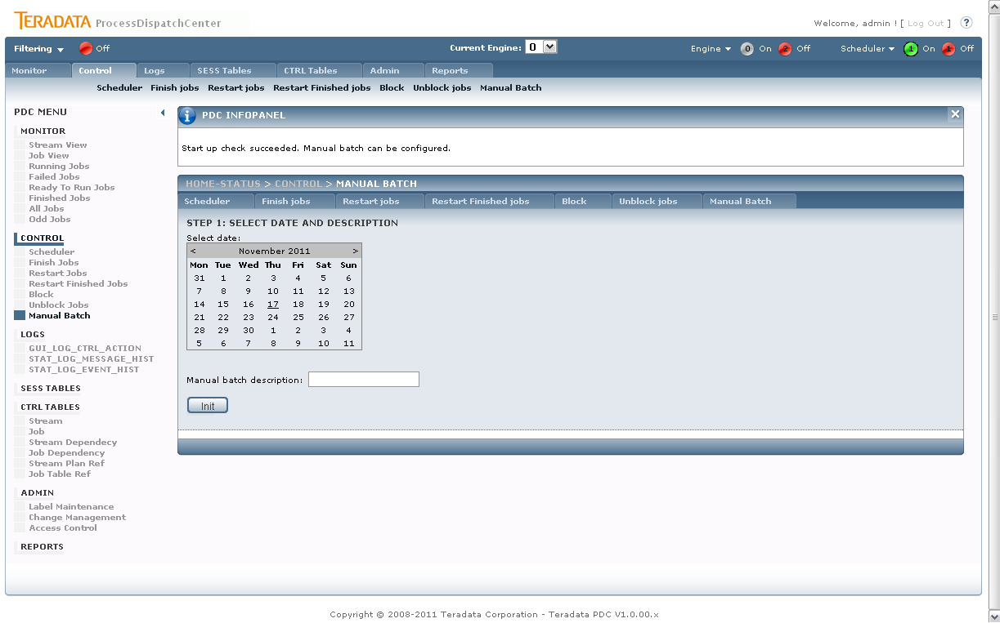 TERADATA ProcessDispatchCenter
Welcome, admin ! [ Log Out ] ?
Filtering Off Current Engine: 0 Engine 0 On 2 Off Scheduler 1 On 1 Off
Monitor Control Logs SESS Tables CTRL Tables Admin Reports
Scheduler Finish jobs Restart jobs Restart Finished jobs Block Unblock jobs Manual Batch
PDC MENU
MONITOR
Stream View
Job View
Running Jobs
Failed Jobs
Ready To Run Jobs
Finished Jobs
All Jobs
Odd Jobs
CONTROL
Scheduler
Finish Jobs
Restart Jobs
Restart Finished Jobs
Block
Unblock Jobs
Manual Batch
LOGS
GUI_LOG_CTRL_ACTION
STAT_LOG_MESSAGE_HIST
STAT_LOG_EVENT_HIST
SESS TABLES
CTRL TABLES
Stream
Job
Stream Dependecy
Job Dependency
Stream Plan Ref
Job Table Ref
ADMIN
Label Maintenance
Change Management
Access Control
REPORTS
i PDC INFOPANEL
Start up check succeeded. Manual batch can be configured.
HOME-STATUS > CONTROL > MANUAL BATCH
Scheduler Finish jobs Restart jobs Restart Finished jobs Block Unblock jobs Manual Batch
STEP 1: SELECT DATE AND DESCRIPTION
Select date:
< November 2011 >
Mon Tue Wed Thu Fri Sat Sun
31 1 2 3 4 5 6
7 8 9 10 11 12 13
14 15 16 17 18 19 20
21 22 23 24 25 26 27
28 29 30 1 2 3 4
5 6 7 8 9 10 11
Manual batch description:
Init
Copyright © 2008-2011 Teradata Corporation - Teradata PDC V1.0.00.x